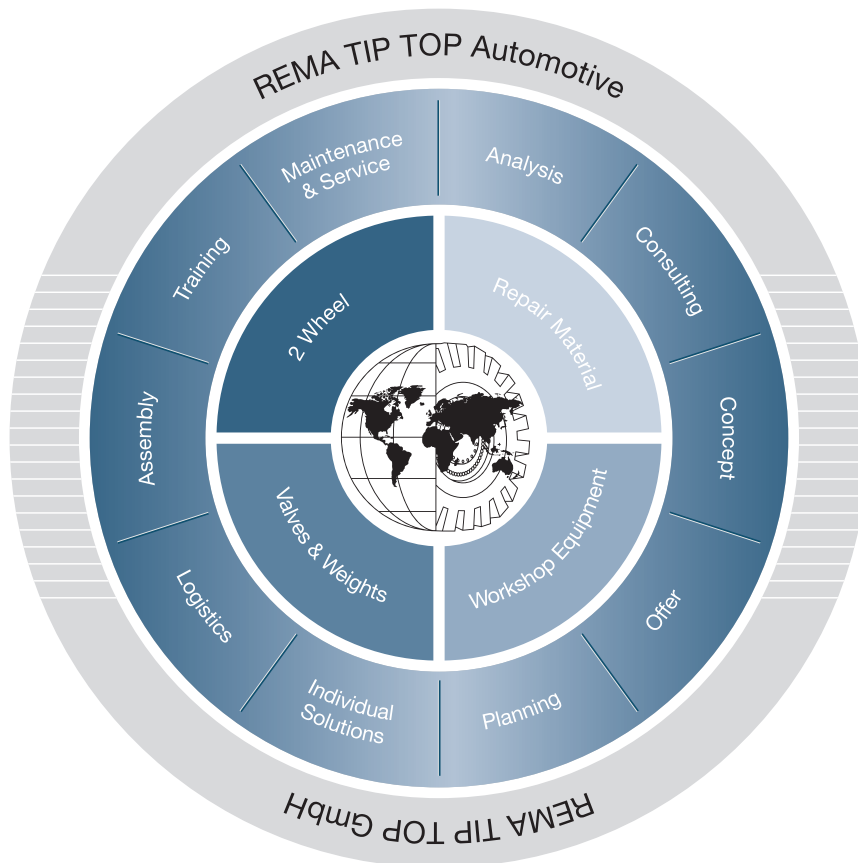 REMA TIP TOP Automotive
Maintenance
& Service
Analysis
Consulting
Concept
Offer
Planning
Individual
Solutions
Logistics
Assembly
Training
2 Wheel
Repair Material
Workshop Equipment
Valves & Weights
REMA TIP TOP GmbH